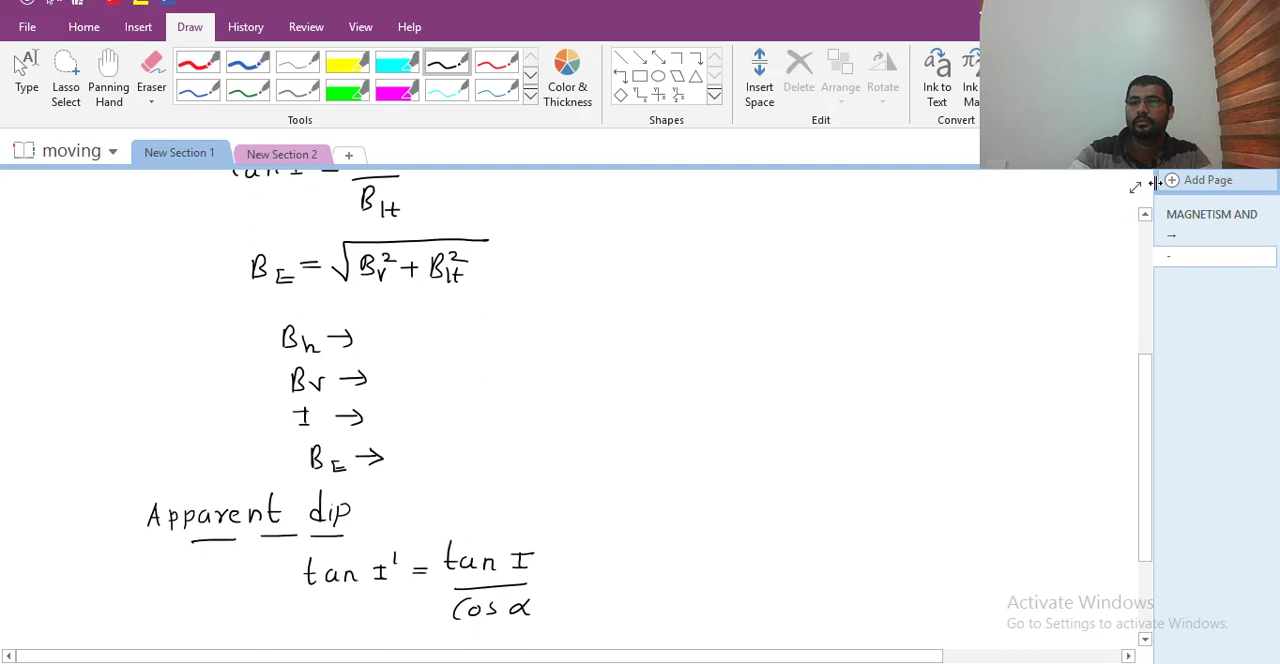 File Home Insert Draw History Review View Help
Type Lasso Select Panning Hand Eraser Color & Thickness Insert Space Delete Arrange Rotate Ink to Text Ink
Tools Shapes Edit Convert
moving New Section 1 New Section 2 +
Add Page
MAGNETISM AND
→
-
tan I =
B_H
B_E = √B_v² + B_H²
B_h →
B_v →
I →
B_E →
Apparent dip
tan I' = tan I / cos α
Activate Windows
Go to Settings to activate Windows.